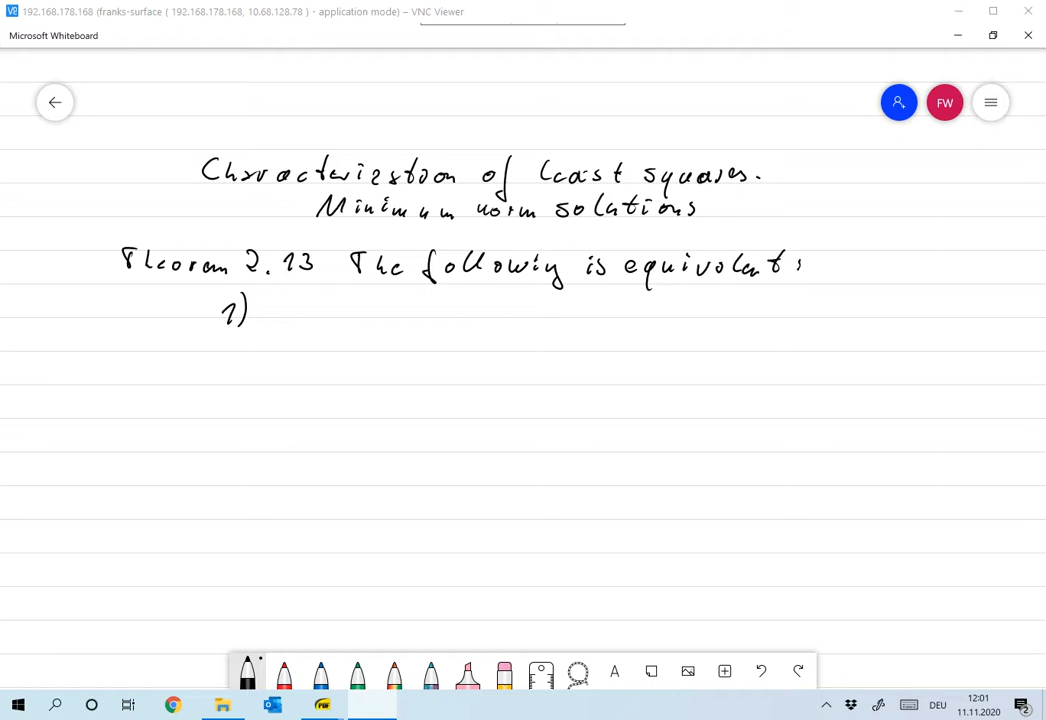 192.168.178.168 (franks-surface ( 192.168.178.168, 10.68.128.78 ) - application mode) – VNC Viewer
Microsoft Whiteboard
FW
Characterization of least squares.
Minimum norm solutions
Theorem 2.13 The following is equivalent:
1)
DEU
12:01
11.11.2020
2